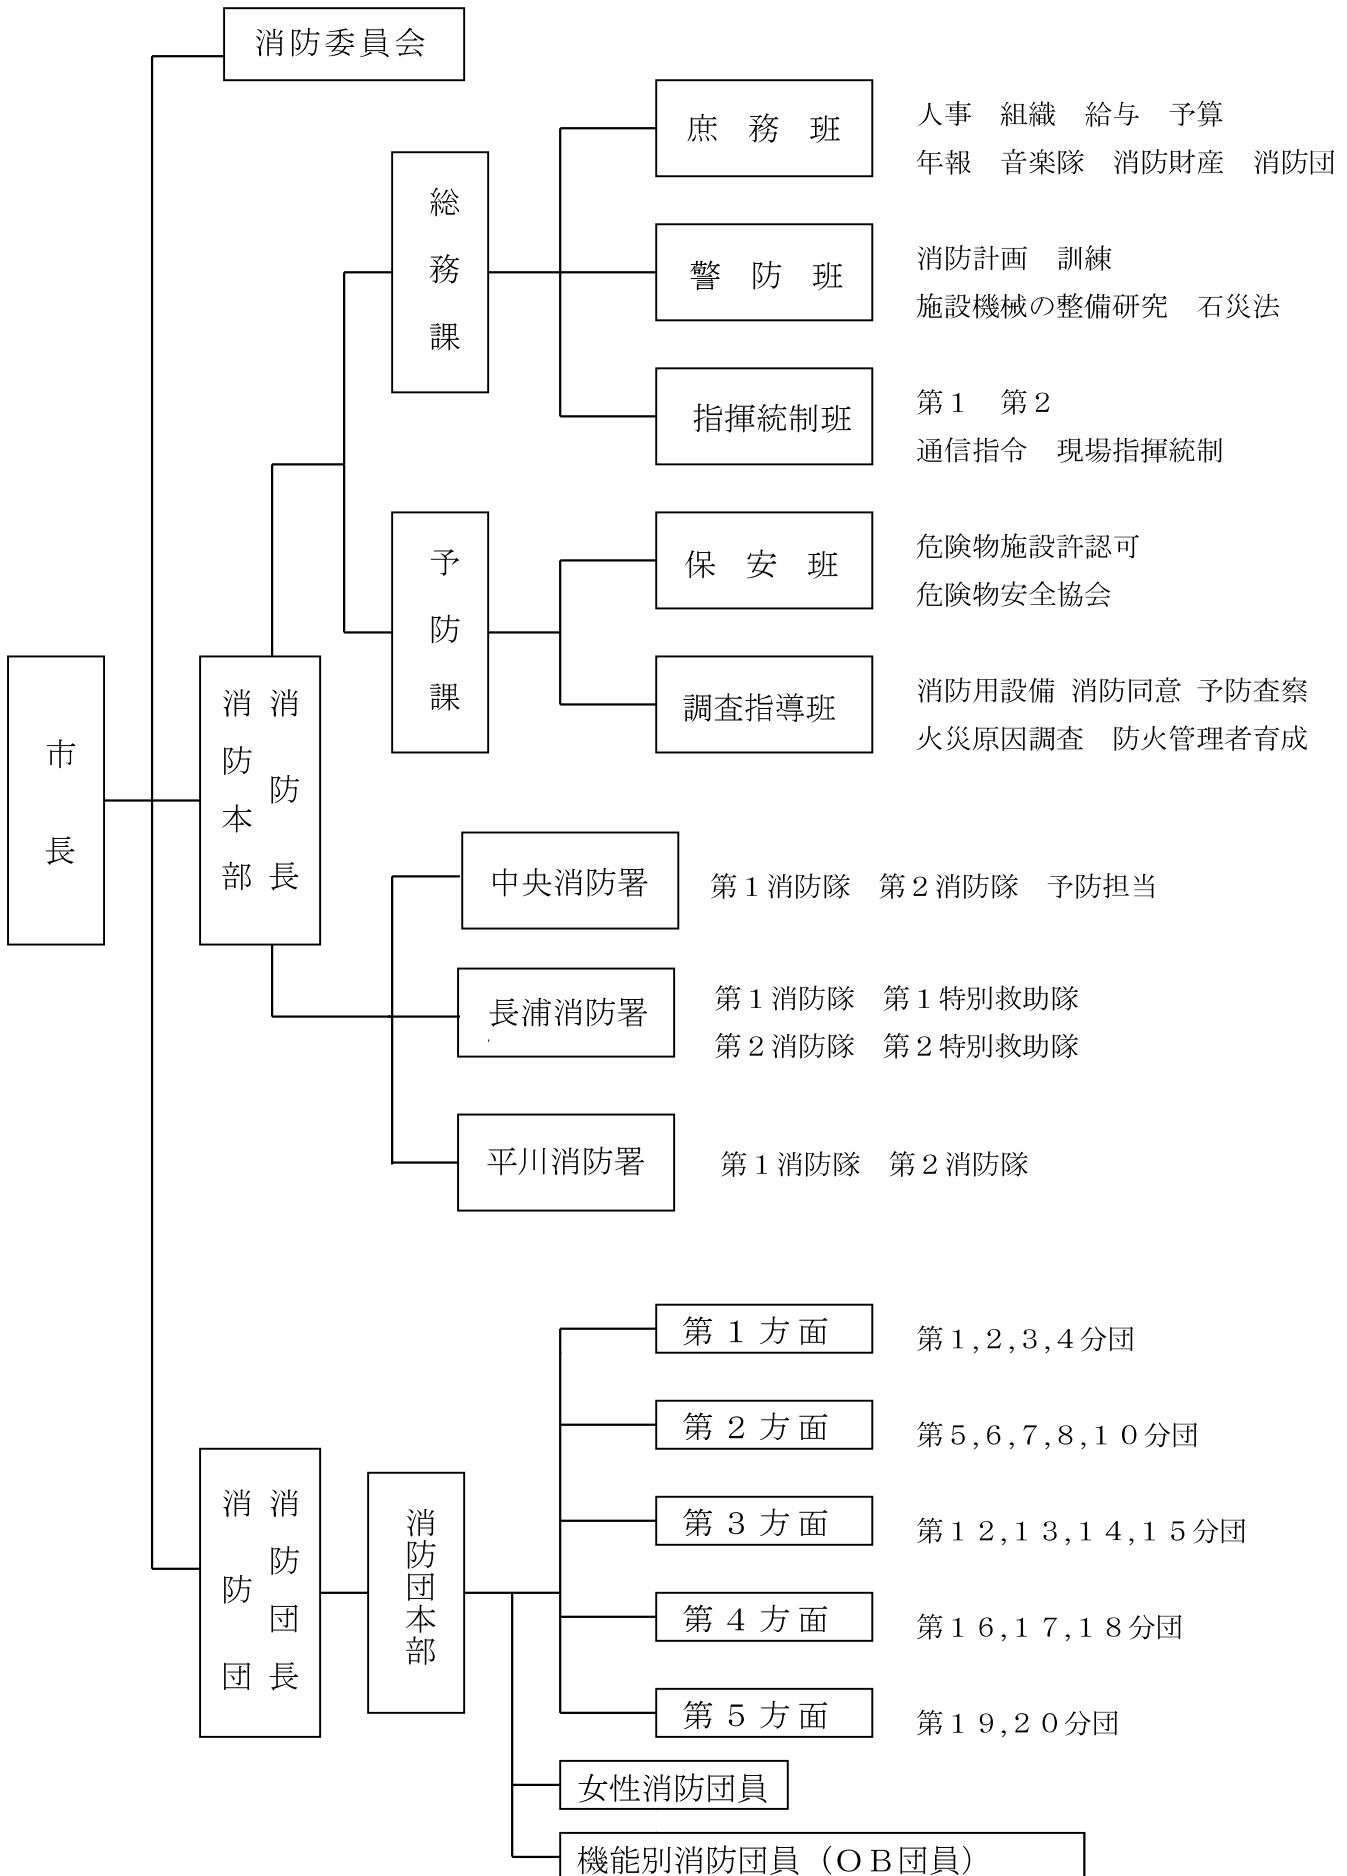 消防委員会
庶　務　班
人事　組織　給与　予算
年報　音楽隊　消防財産　消防団
総務課
警　防　班
消防計画　訓練
施設機械の整備研究　石災法
指揮統制班
第１　第２
通信指令　現場指揮統制
予防課
保　安　班
危険物施設許認可
危険物安全協会
調査指導班
消防用設備 消防同意 予防査察
火災原因調査　防火管理者育成
市長
消防長
消防本部
中央消防署
第１消防隊　第２消防隊　予防担当
長浦消防署
第１消防隊　第１特別救助隊
第２消防隊　第２特別救助隊
平川消防署
第１消防隊　第２消防隊
第１方面
第１,２,３,４分団
第２方面
第５,６,７,８,１０分団
消防団長
消防団
消防団本部
第３方面
第１２,１３,１４,１５分団
第４方面
第１６,１７,１８分団
第５方面
第１９,２０分団
女性消防団員
機能別消防団員（ＯＢ団員）